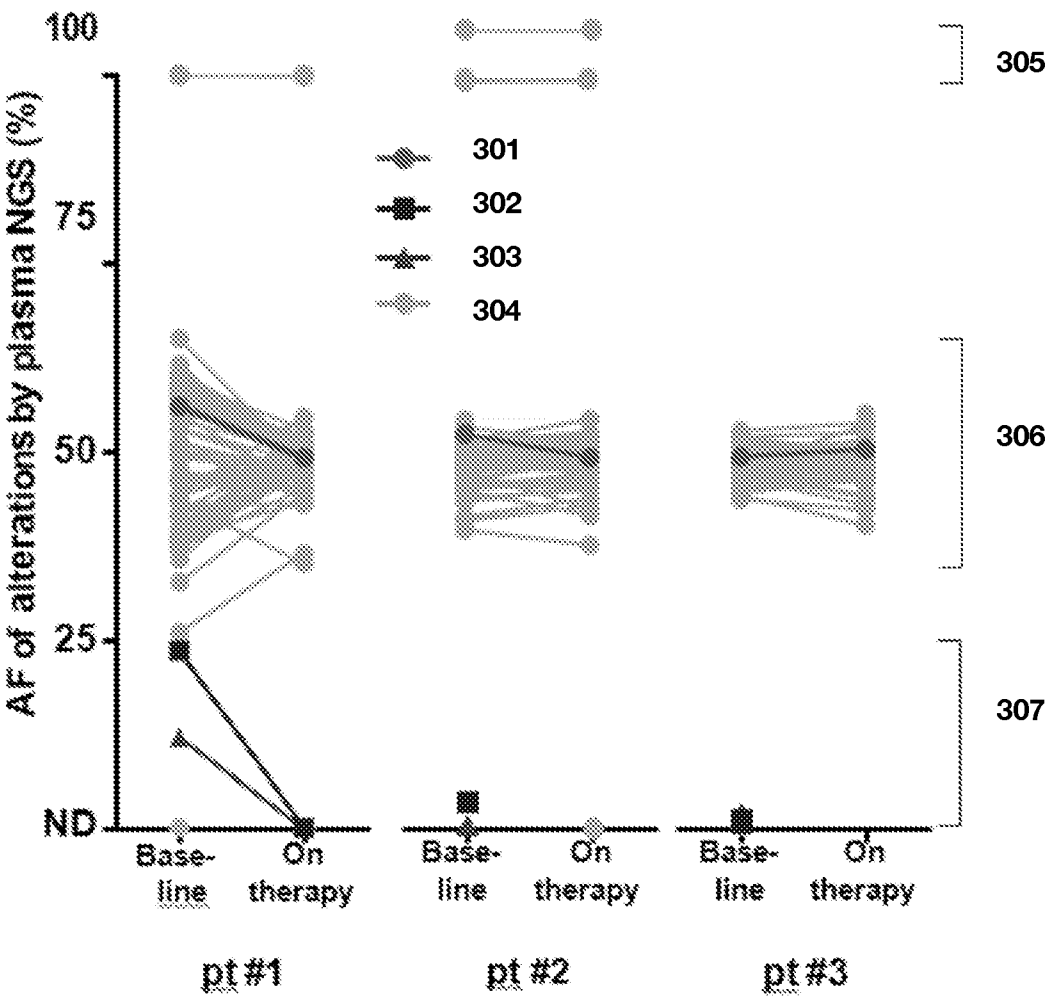 100
305
AF of alterations by plasma NGS (%)
301
302
75
303
304
50
306
25
307
ND
Base-
line
On
therapy
Base-
line
On
therapy
Base-
line
On
therapy
pt #1
pt #2
pt #3